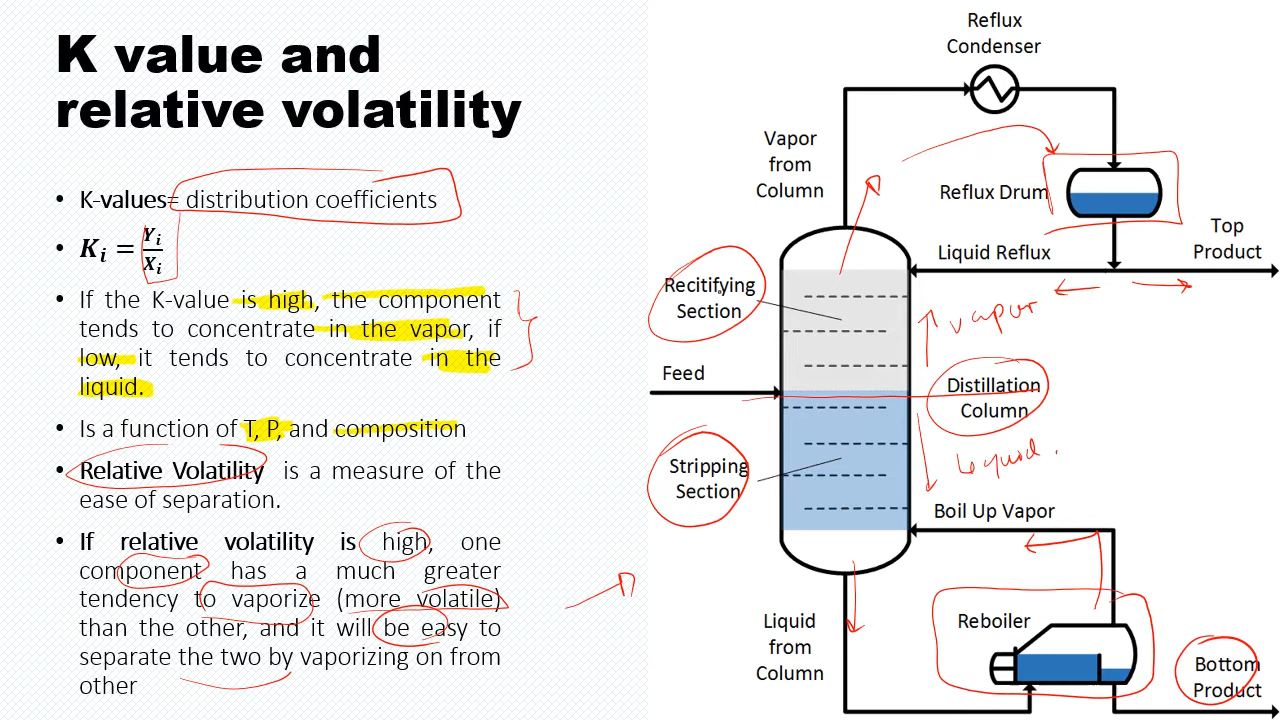 K value and
relative volatility
• K-values= distribution coefficients
• Kᵢ = Yᵢ/Xᵢ
• If the K-value is high, the component
tends to concentrate in the vapor, if
low, it tends to concentrate in the
liquid.
• Is a function of T, P, and composition
• Relative Volatility is a measure of the
ease of separation.
• If relative volatility is high, one
component has a much greater
tendency to vaporize (more volatile)
than the other, and it will be easy to
separate the two by vaporizing on from
other
Reflux
Condenser
Vapor
from
Column
Reflux Drum
Top
Product
Liquid Reflux
Recitifying
Section
vapor
Feed
Distillation
Column
Stripping
Section
Liquid.
Boil Up Vapor
Liquid
from
Column
Reboiler
Bottom
Product